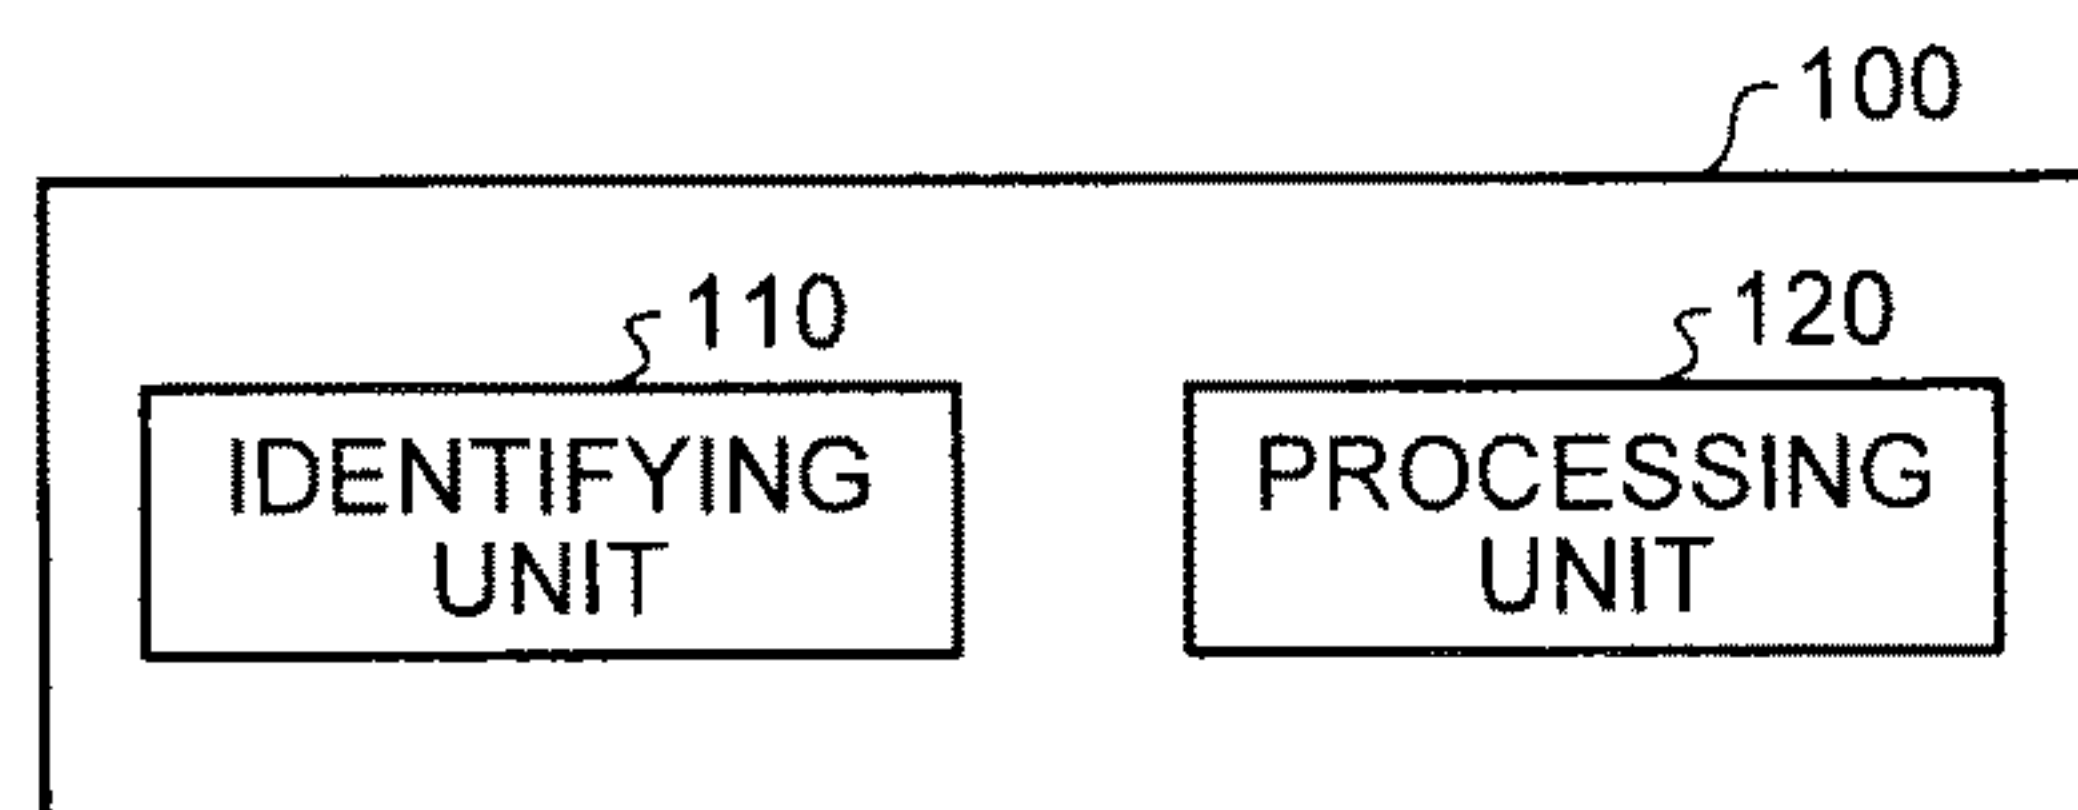 100
110
120
IDENTIFYING
UNIT
PROCESSING
UNIT